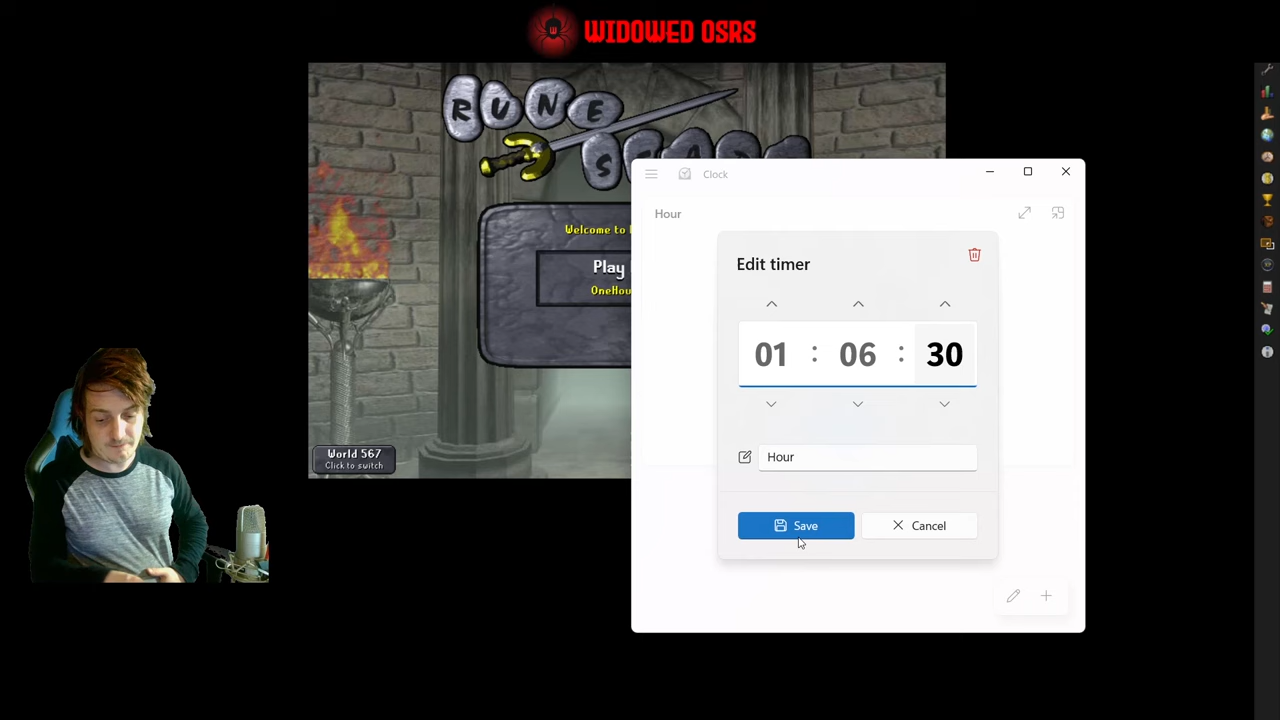 WIDOWED OSRS
RUNE
Welcome to
Play
OneHou
World 567
Click to switch
Clock
Hour
Edit timer
01 : 06 : 30
Hour
Save
Cancel